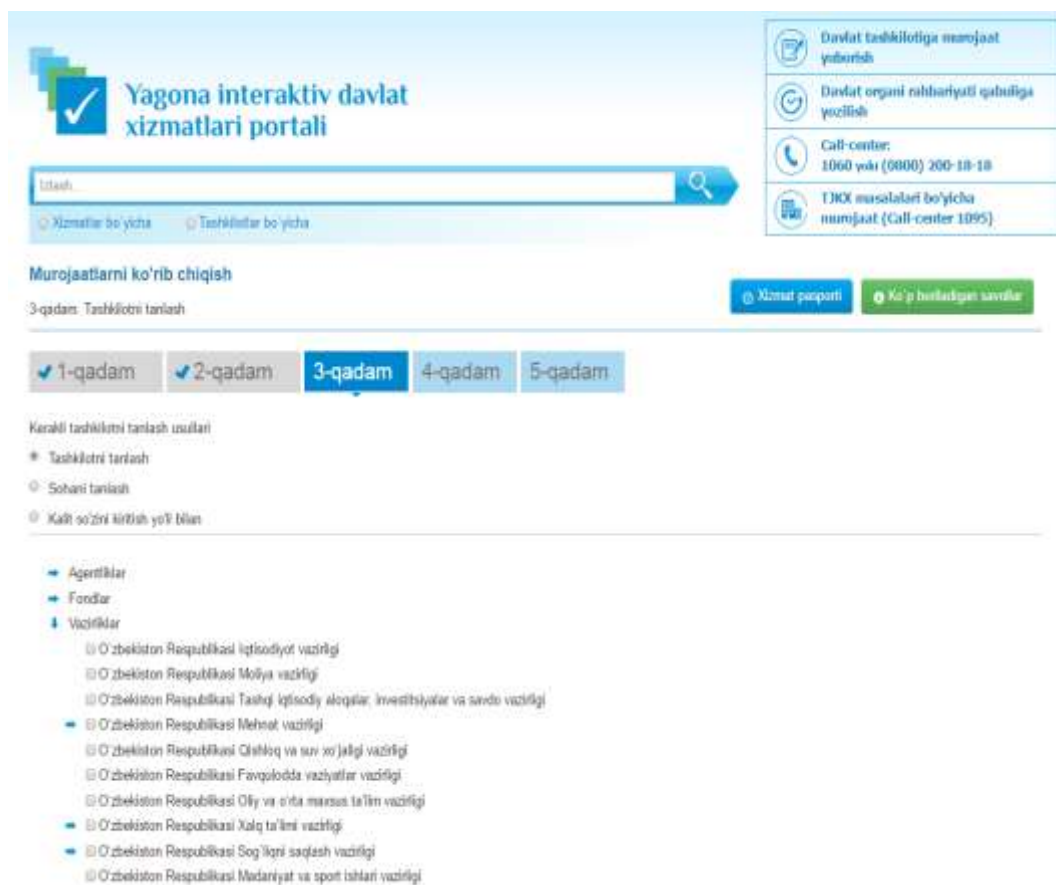 Yagona interaktiv davlat
xizmatlari portali
Izlash
Xizmatlar bo'yicha
Tashkilotlar bo'yicha
Davlat tashkilotiga murojaat
yuborish
Davlat organi rahbariyati qabuliga
yozilish
Call-center:
1060 yoki (0800) 200-18-18
TJKX masalalari bo'yicha
murojaat (Call-center 1095)
Murojaatlarni ko'rib chiqish
3-qadam. Tashkilotni tanlash
Xizmat pasporti
Ko'p beriladigan savollar
1-qadam
2-qadam
3-qadam
4-qadam
5-qadam
Kerakli tashkilotni tanlash usullari
Tashkilotni tanlash
Sohani tanlash
Kalit so'zini kiritish yo'li bilan
Agentliklar
Fondlar
Vazirliklar
O'zbekiston Respublikasi Iqtisodiyot vazirligi
O'zbekiston Respublikasi Moliya vazirligi
O'zbekiston Respublikasi Tashqi iqtisodiy aloqalar, investitsiyalar va savdo vazirligi
O'zbekiston Respublikasi Mehnat vazirligi
O'zbekiston Respublikasi Qishloq va suv xo'jaligi vazirligi
O'zbekiston Respublikasi Favqulodda vaziyatlar vazirligi
O'zbekiston Respublikasi Oliy va o'rta maxsus ta'lim vazirligi
O'zbekiston Respublikasi Xalq ta'limi vazirligi
O'zbekiston Respublikasi Sog'liqni saqlash vazirligi
O'zbekiston Respublikasi Madaniyat va sport ishlari vazirligi